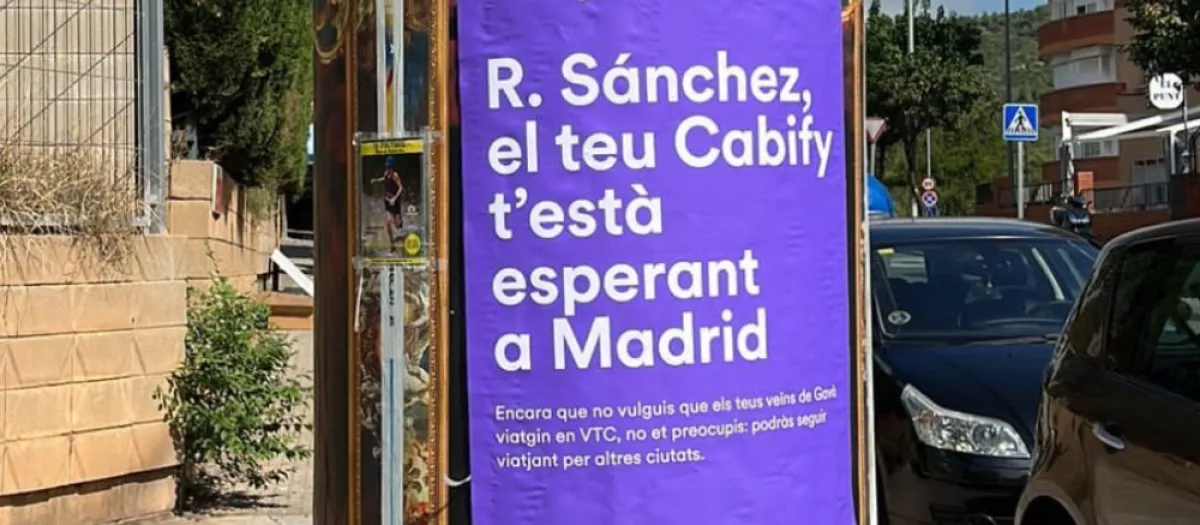 R. Sánchez,
el teu Cabify
t'està
esperant
a Madrid
Encara que no vulguis que els teus veïns de Gavà
viatgin en VTC, no et preocupis: podràs seguir
viatjant per altres ciutats.
PUNT